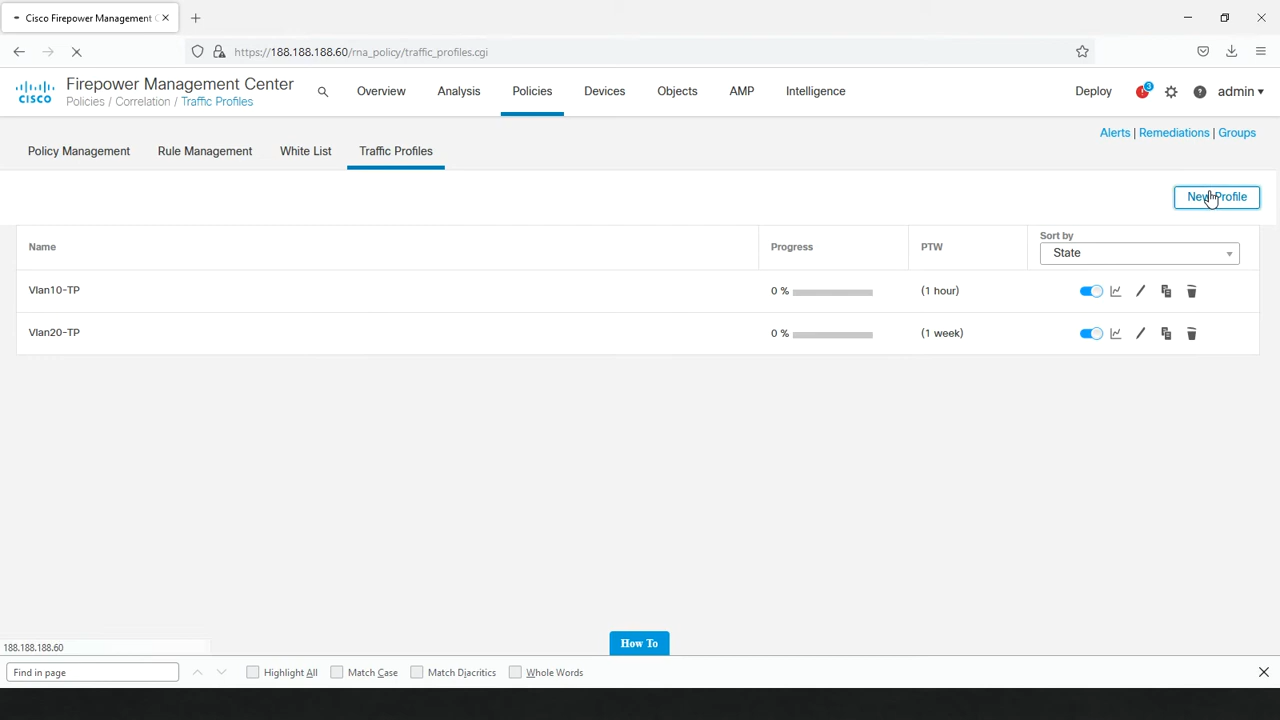 Cisco Firepower Management C
https://188.188.188.60/rna_policy/traffic_profiles.cgi
CISCO
Firepower Management Center
Policies / Correlation / Traffic Profiles
Overview Analysis Policies Devices Objects AMP Intelligence
Deploy 3 ? admin
Alerts | Remediations | Groups
Policy Management Rule Management White List Traffic Profiles
New Profile
Name Progress PTW Sort by
State
Vlan10-TP 0 % (1 hour)
Vlan20-TP 0 % (1 week)
How To
188.188.188.60
Find in page Highlight All Match Case Match Diacritics Whole Words